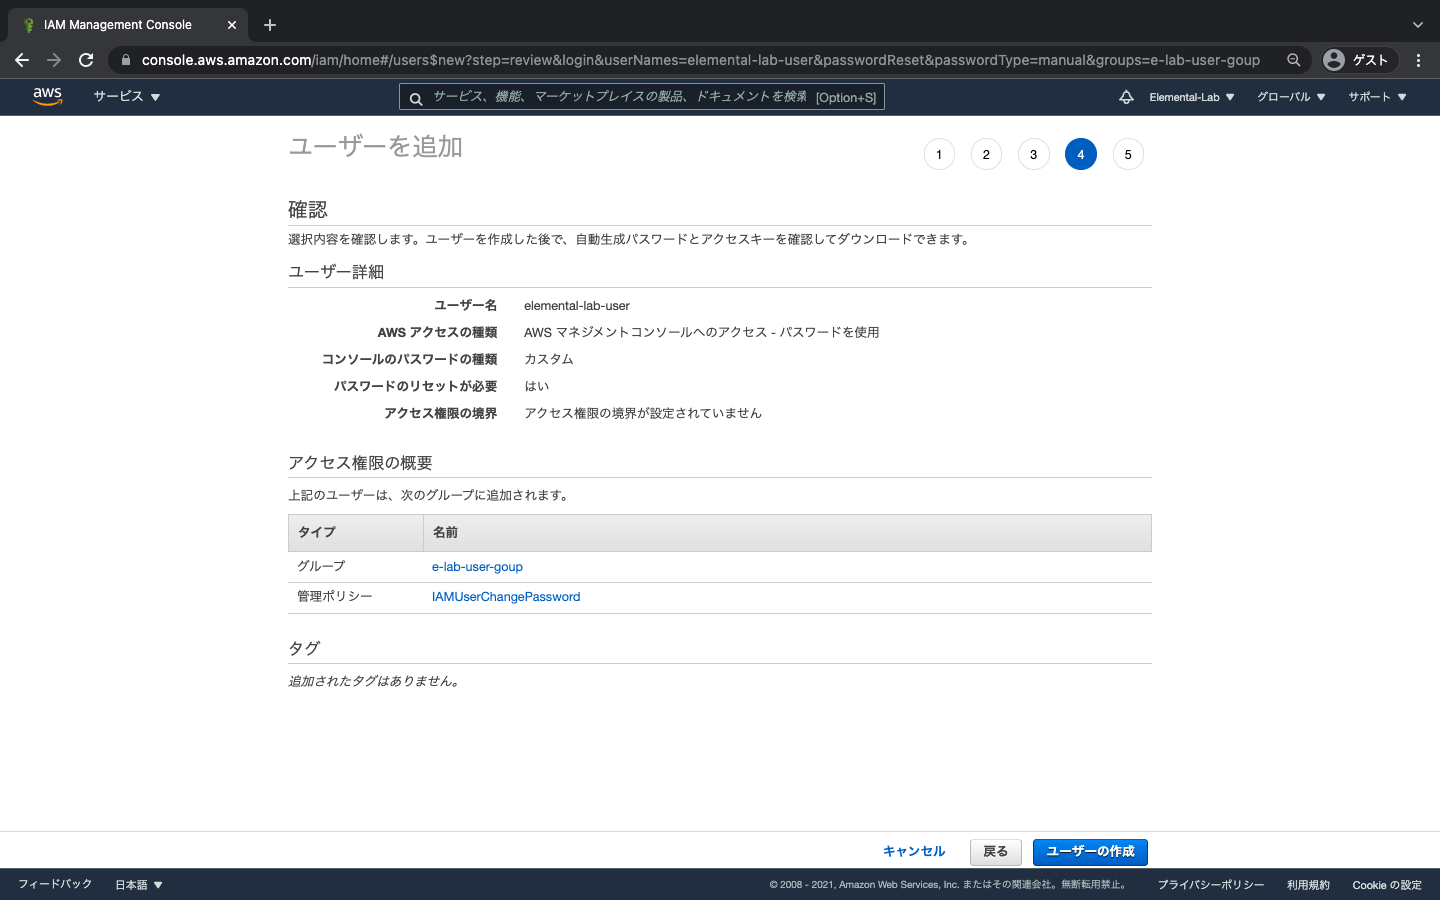 IAM Management Console
console.aws.amazon.com/iam/home#/users$new?step=review&login&userNames=elemental-lab-user&passwordReset&passwordType=manual&groups=e-lab-user-goup
ゲスト
aws
サービス
サービス、機能、マーケットプレイスの製品、ドキュメントを検索 [Option+S]
Elemental-Lab
グローバル
サポート
ユーザーを追加
1 2 3 4 5
確認
選択内容を確認します。ユーザーを作成した後で、自動生成パスワードとアクセスキーを確認してダウンロードできます。
ユーザー詳細
ユーザー名 elemental-lab-user
AWS アクセスの種類 AWS マネジメントコンソールへのアクセス - パスワードを使用
コンソールのパスワードの種類 カスタム
パスワードのリセットが必要 はい
アクセス権限の境界 アクセス権限の境界が設定されていません
アクセス権限の概要
上記のユーザーは、次のグループに追加されます。
タイプ 名前
グループ e-lab-user-goup
管理ポリシー IAMUserChangePassword
タグ
追加されたタグはありません。
キャンセル 戻る ユーザーの作成
フィードバック 日本語 © 2008 - 2021, Amazon Web Services, Inc. またはその関連会社。無断転用禁止。 プライバシーポリシー 利用規約 Cookie の設定